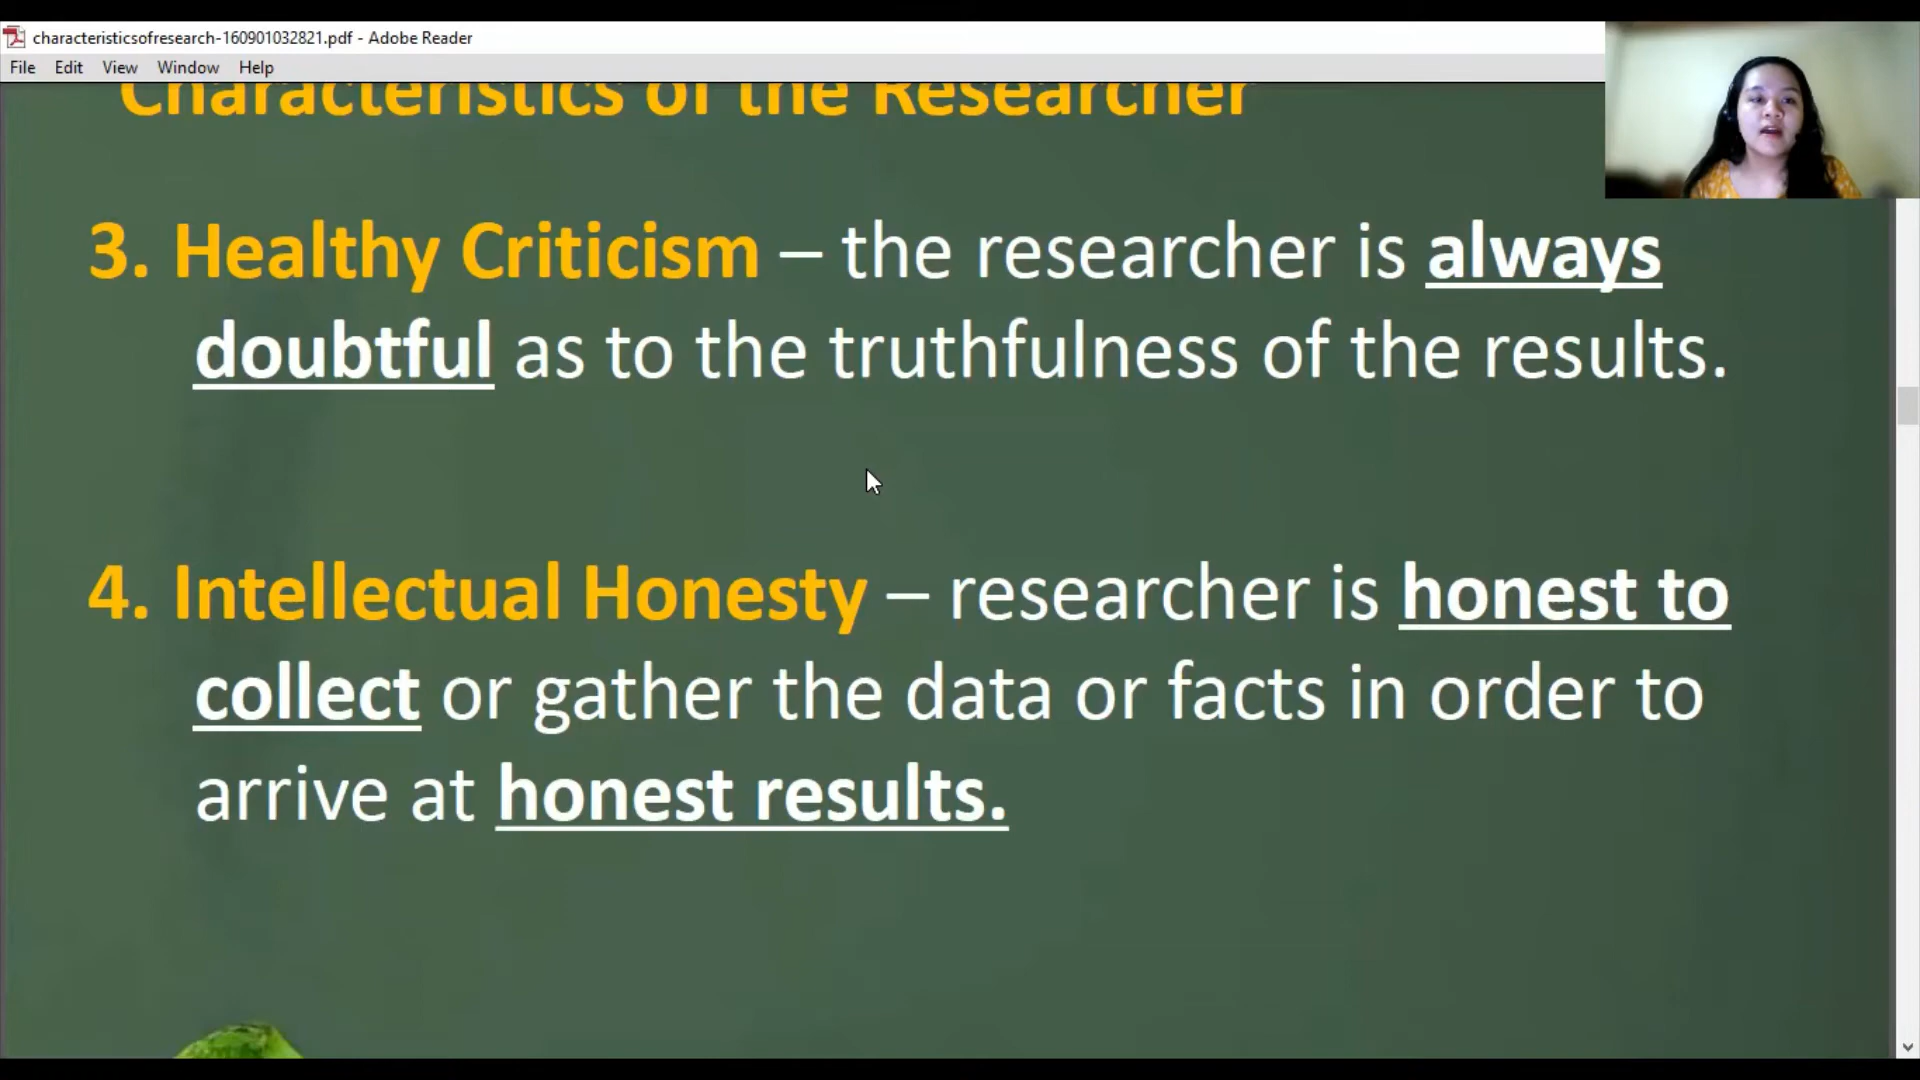 characteristicsofresearch-160901032821.pdf - Adobe Reader
File Edit View Window Help
Characteristics of the Researcher
3. Healthy Criticism – the researcher is always
doubtful as to the truthfulness of the results.
4. Intellectual Honesty – researcher is honest to
collect or gather the data or facts in order to
arrive at honest results.